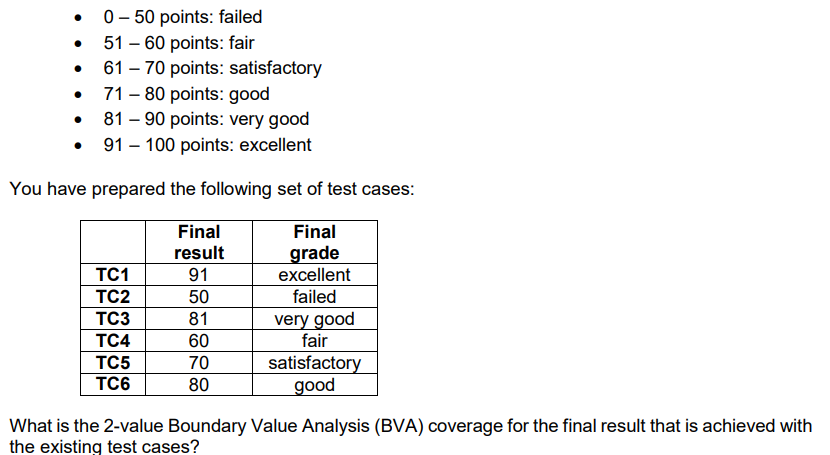 • 0 – 50 points: failed
• 51 – 60 points: fair
• 61 – 70 points: satisfactory
• 71 – 80 points: good
• 81 – 90 points: very good
• 91 – 100 points: excellent
You have prepared the following set of test cases:
Final result Final grade
TC1 91 excellent
TC2 50 failed
TC3 81 very good
TC4 60 fair
TC5 70 satisfactory
TC6 80 good
What is the 2-value Boundary Value Analysis (BVA) coverage for the final result that is achieved with
the existing test cases?